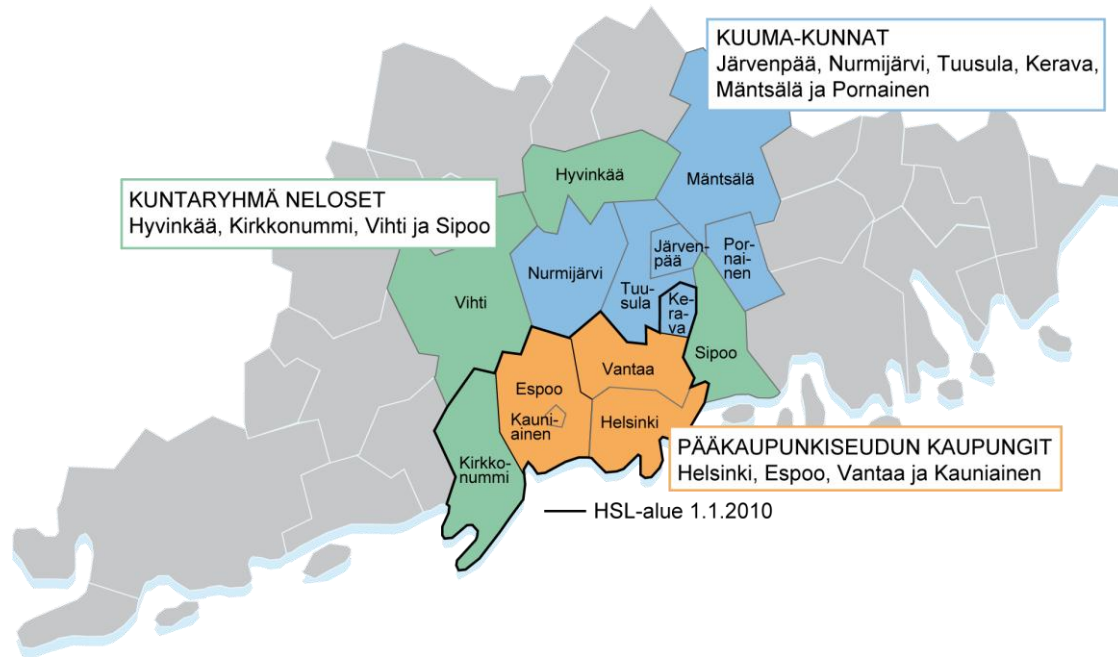 KUUMA-KUNNAT
Järvenpää, Nurmijärvi, Tuusula, Kerava,
Mäntsälä ja Pornainen
KUNTARYHMÄ NELOSET
Hyvinkää, Kirkkonummi, Vihti ja Sipoo
Hyvinkää
Mäntsälä
Nurmijärvi
Järven-
pää
Por-
nai-
nen
Tuu-
sula
Ke-
ra-
va
Vihti
Sipoo
Vantaa
Espoo
Kauni-
ainen
Helsinki
Kirkko-
nummi
PÄÄKAUPUNKISEUDUN KAUPUNGIT
Helsinki, Espoo, Vantaa ja Kauniainen
HSL-alue 1.1.2010